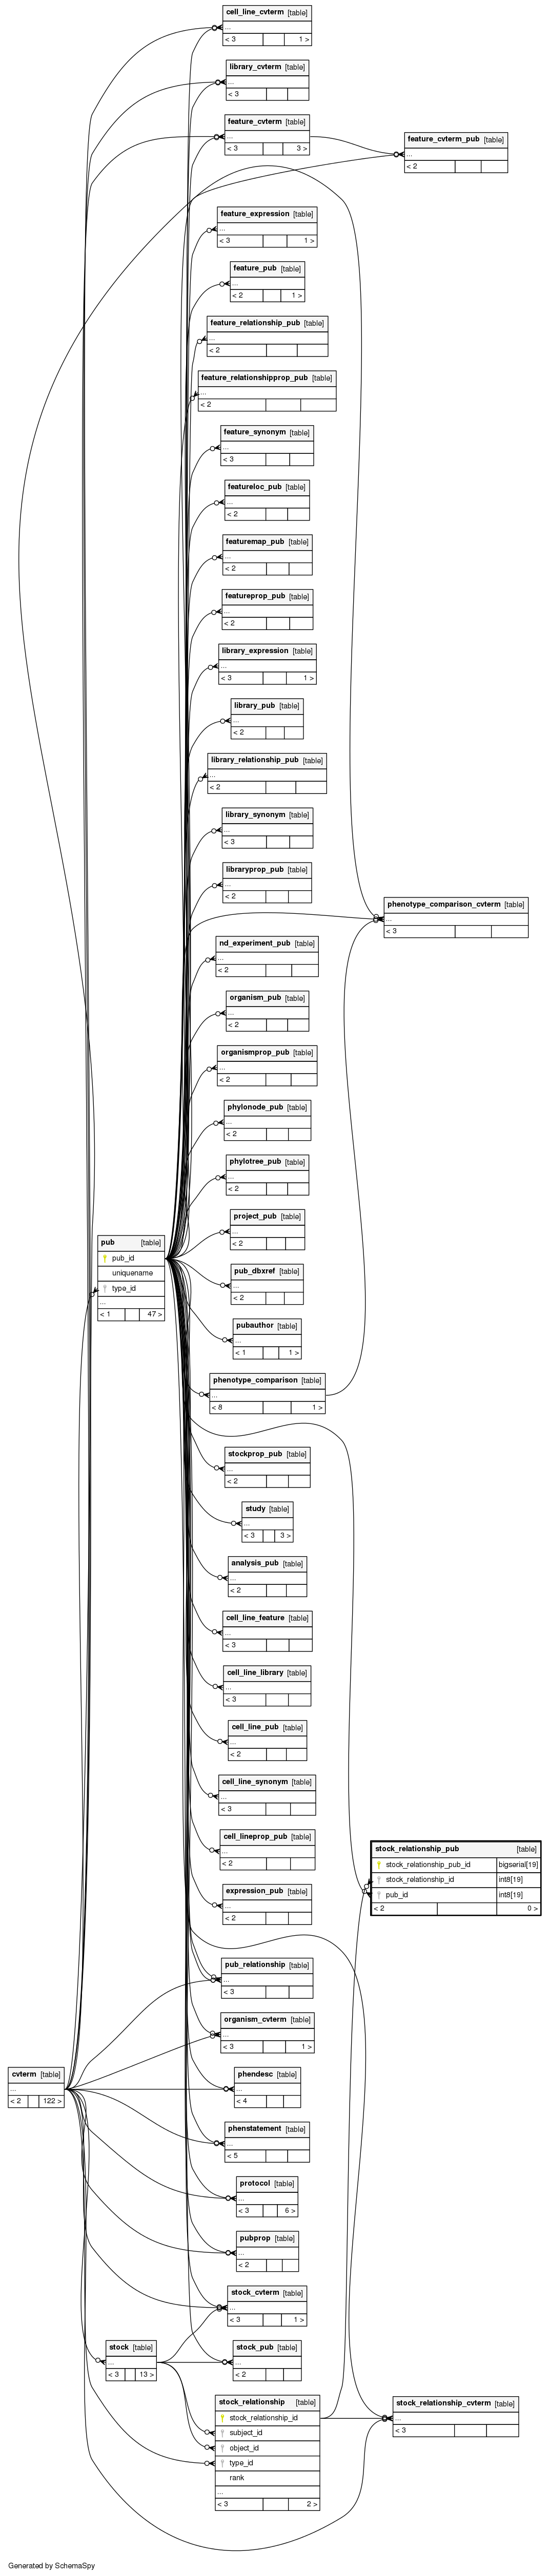 cell_line_cvterm [table]
...
< 3 1 >
library_cvterm [table]
...
< 3
feature_cvterm [table]
...
< 3 3 >
feature_cvterm_pub [table]
...
< 2
feature_expression [table]
...
< 3 1 >
feature_pub [table]
...
< 2 1 >
feature_relationship_pub [table]
...
< 2
feature_relationshipprop_pub [table]
...
< 2
feature_synonym [table]
...
< 3
featureloc_pub [table]
...
< 2
featuremap_pub [table]
...
< 2
featureprop_pub [table]
...
< 2
library_expression [table]
...
< 3 1 >
library_pub [table]
...
< 2
library_relationship_pub [table]
...
< 2
library_synonym [table]
...
< 3
libraryprop_pub [table]
...
< 2
phenotype_comparison_cvterm [table]
...
< 3
nd_experiment_pub [table]
...
< 2
organism_pub [table]
...
< 2
organismprop_pub [table]
...
< 2
phylonode_pub [table]
...
< 2
phylotree_pub [table]
...
< 2
project_pub [table]
...
< 2
pub [table]
pub_id
uniquename
type_id
...
< 1 47 >
pub_dbxref [table]
...
< 2
pubauthor [table]
...
< 1 1 >
phenotype_comparison [table]
...
< 8 1 >
stockprop_pub [table]
...
< 2
study [table]
...
< 3 3 >
analysis_pub [table]
...
< 2
cell_line_feature [table]
...
< 3
cell_line_library [table]
...
< 3
cell_line_pub [table]
...
< 2
cell_line_synonym [table]
...
< 3
cell_lineprop_pub [table]
...
< 2
stock_relationship_pub [table]
stock_relationship_pub_id bigserial[19]
stock_relationship_id int8[19]
pub_id int8[19]
< 2 0 >
expression_pub [table]
...
< 2
pub_relationship [table]
...
< 3
organism_cvterm [table]
...
< 3 1 >
cvterm [table]
...
< 2 122 >
phendesc [table]
...
< 4
phenstatement [table]
...
< 5
protocol [table]
...
< 3 6 >
pubprop [table]
...
< 2
stock_cvterm [table]
...
< 3 1 >
stock [table]
...
< 3 13 >
stock_pub [table]
...
< 2
stock_relationship [table]
stock_relationship_id
subject_id
object_id
type_id
rank
...
< 3 2 >
stock_relationship_cvterm [table]
...
< 3
Generated by SchemaSpy